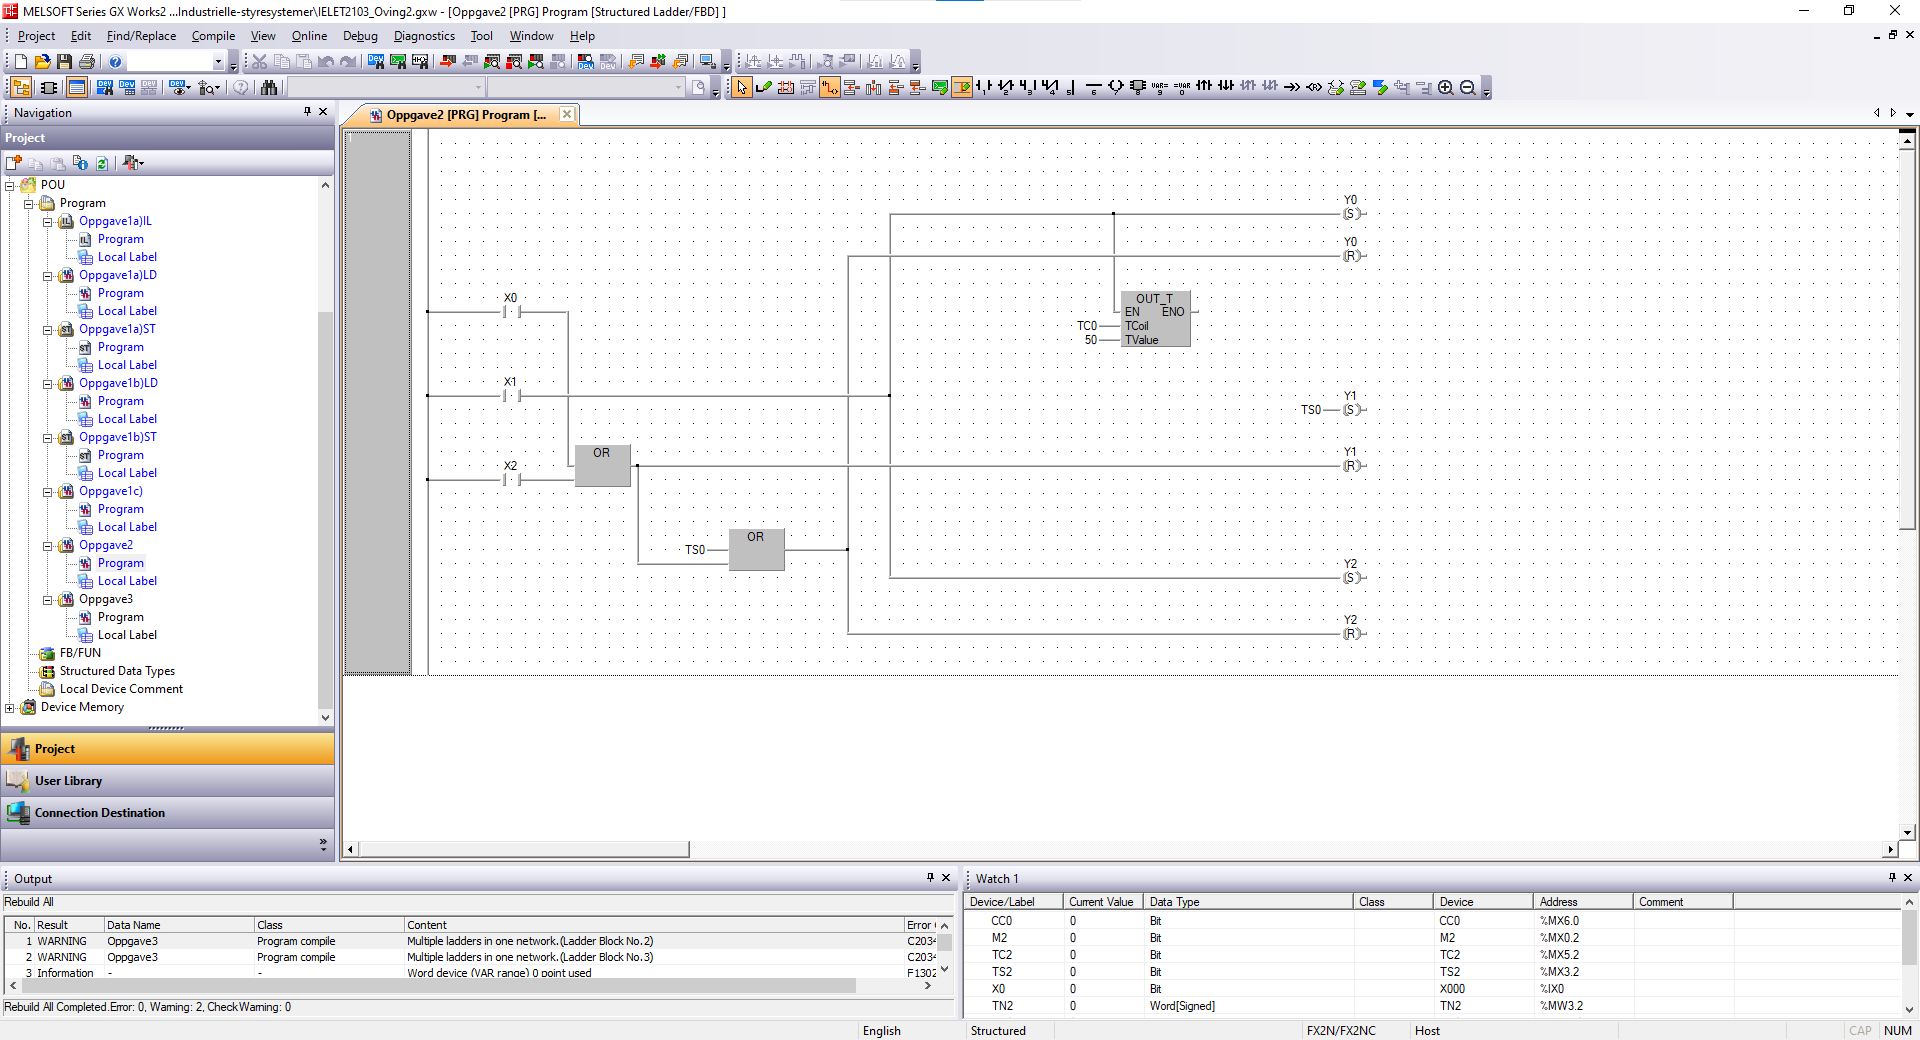 MELSOFT Series GX Works2 ...Industrielle-styresystemer\IELET2103_Oving2.gxw - [Oppgave2 [PRG] Program [Structured Ladder/FBD] ]
Project Edit Find/Replace Compile View Online Debug Diagnostics Tool Window Help
Navigation
Project
POU
Program
Oppgave1a)IL
Program
Local Label
Oppgave1a)LD
Program
Local Label
Oppgave1a)ST
Program
Local Label
Oppgave1b)LD
Program
Local Label
Oppgave1b)ST
Program
Local Label
Oppgave1c)
Program
Local Label
Oppgave2
Program
Local Label
Oppgave3
Program
Local Label
FB/FUN
Structured Data Types
Local Device Comment
Device Memory
Project
User Library
Connection Destination
Oppgave2 [PRG] Program [...
Y0
S
Y0
R
X0
OUT_T
EN ENO
TC0 TCoil
50 TValue
X1
Y1
TS0 S
OR
X2
Y1
R
OR
TS0
Y2
S
Y2
R
Output
Rebuild All
No. Result Data Name Class Content Error
1 WARNING Oppgave3 Program compile Multiple ladders in one network.(Ladder Block No.2) C2034
2 WARNING Oppgave3 Program compile Multiple ladders in one network.(Ladder Block No.3) C2034
3 Information - - Word device (VAR range) 0 point used F1302
Rebuild All Completed.Error: 0, Warning: 2, CheckWarning: 0
Watch 1
Device/Label Current Value Data Type Class Device Address Comment
CC0 0 Bit CC0 %MX6.0
M2 0 Bit M2 %MX0.2
TC2 0 Bit TC2 %MX5.2
TS2 0 Bit TS2 %MX3.2
X0 0 Bit X000 %IX0
TN2 0 Word[Signed] TN2 %MW3.2
English Structured FX2N/FX2NC Host CAP NUM